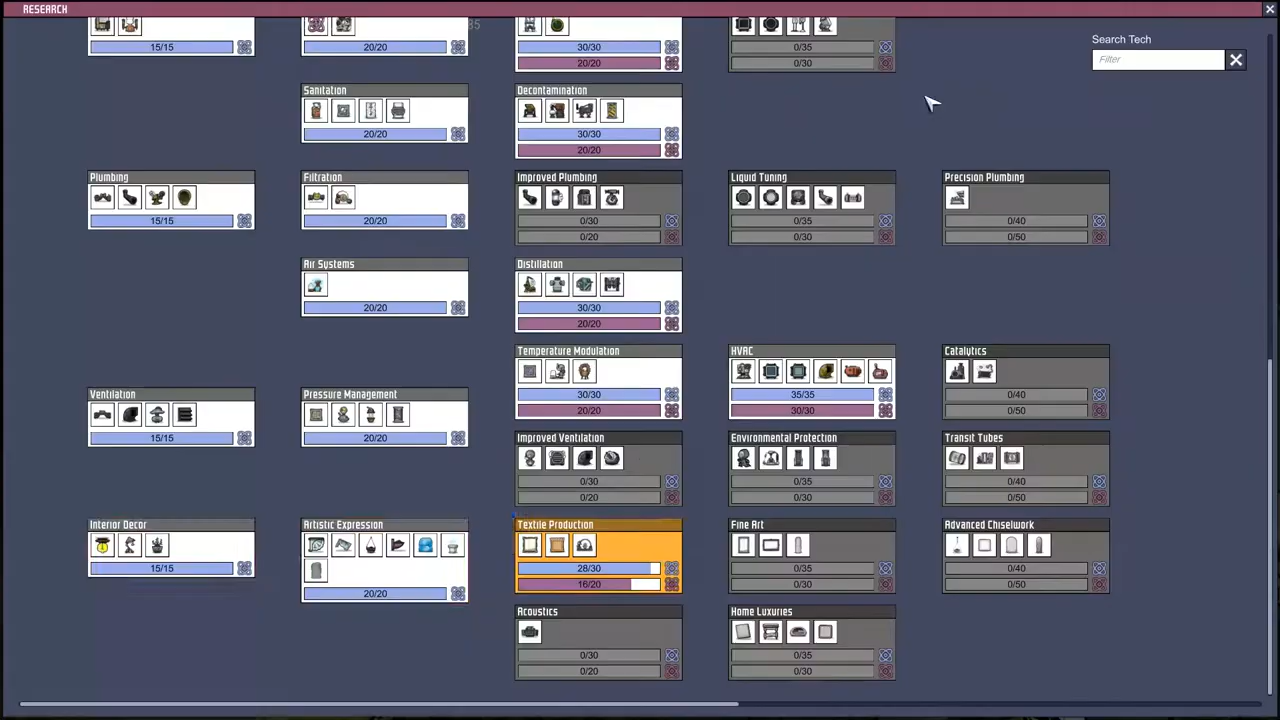 RESEARCH
35
Search Tech
Filter
15/15
20/20
30/30
20/20
0/35
0/30
Sanitation
20/20
Decontamination
30/30
20/20
Plumbing
15/15
Filtration
20/20
Improved Plumbing
0/30
0/20
Liquid Tuning
0/35
0/30
Precision Plumbing
0/40
0/50
Air Systems
20/20
Distillation
30/30
20/20
Temperature Modulation
30/30
20/20
HVAC
35/35
30/30
Catalytics
0/40
0/50
Ventilation
15/15
Pressure Management
20/20
Improved Ventilation
0/30
0/20
Environmental Protection
0/35
0/30
Transit Tubes
0/40
0/50
Interior Decor
15/15
Artistic Expression
20/20
Textile Production
28/30
16/20
Fine Art
0/35
0/30
Advanced Chiselwork
0/40
0/50
Acoustics
0/30
0/20
Home Luxuries
0/35
0/30